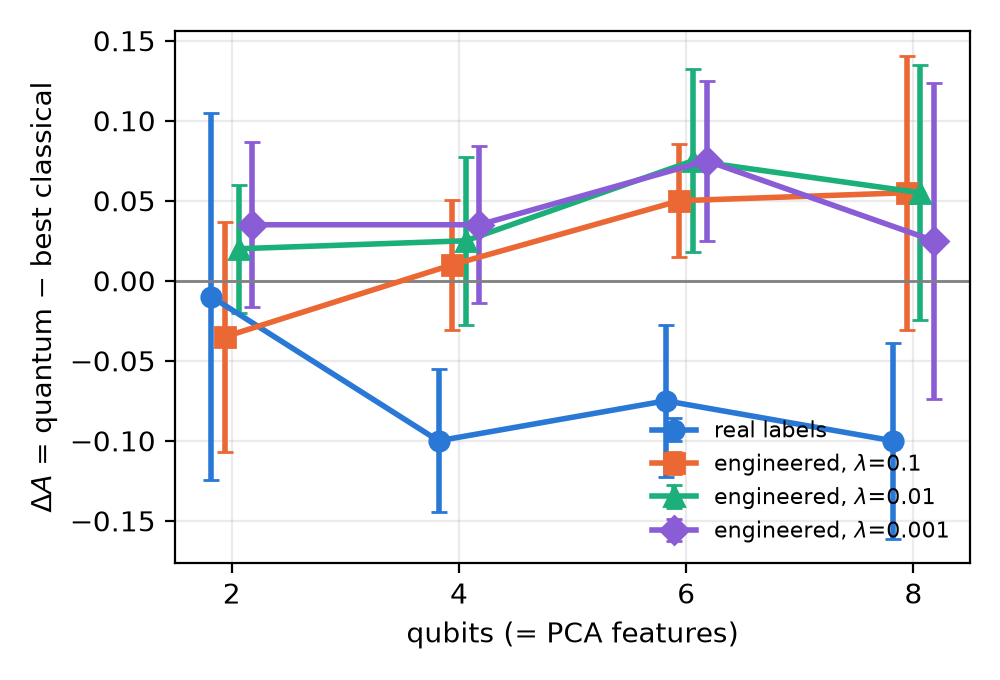 0.15
0.10
0.05
0.00
−0.05
−0.10
−0.15
ΔA = quantum − best classical
real labels
engineered, λ=0.1
engineered, λ=0.01
engineered, λ=0.001
2 4 6 8
qubits (= PCA features)